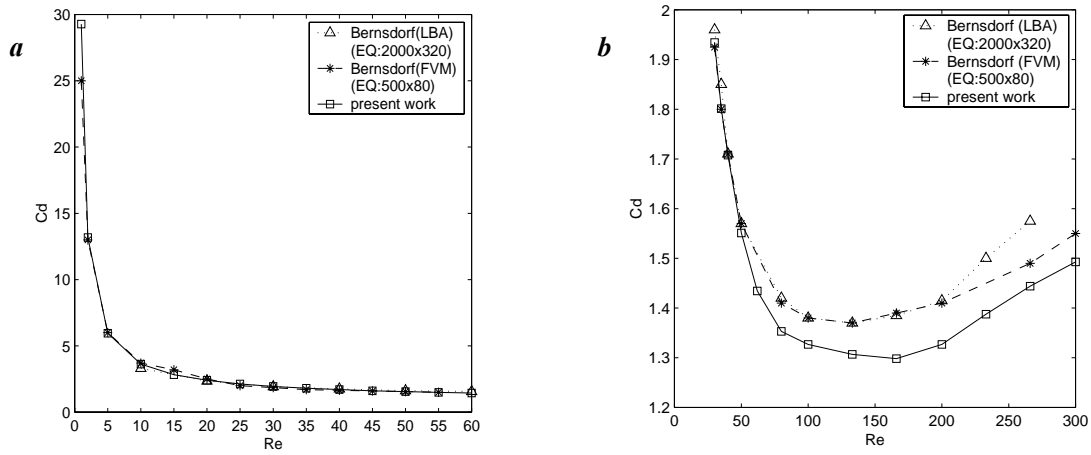 a
30
25
20
15
10
5
0
Cd
0 5 10 15 20 25 30 35 40 45 50 55 60
Re
Bernsdorf(LBA)
(EQ:2000x320)
Bernsdorf(FVM)
(EQ:500x80)
present work
b
2
1.9
1.8
1.7
1.6
1.5
1.4
1.3
1.2
Cd
0 50 100 150 200 250 300
Re
Bernsdorf (LBA)
(EQ:2000x320)
Bernsdorf (FVM)
(EQ:500x80)
present work